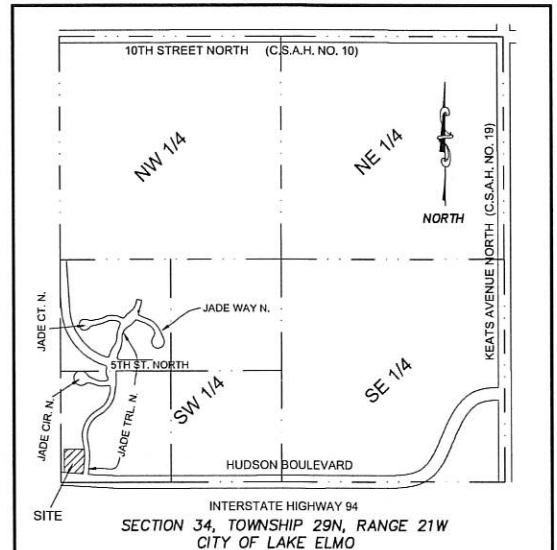 10TH STREET NORTH (C.S.A.H. NO. 10)
NW 1/4
NE 1/4
NORTH
KEATS AVENUE NORTH (C.S.A.H. NO. 19)
JADE CT. N.
JADE WAY N.
5TH ST. NORTH
JADE CIR. N.
JADE TRL. N.
SW 1/4
SE 1/4
HUDSON BOULEVARD
SITE
INTERSTATE HIGHWAY 94
SECTION 34, TOWNSHIP 29N, RANGE 21W
CITY OF LAKE ELMO